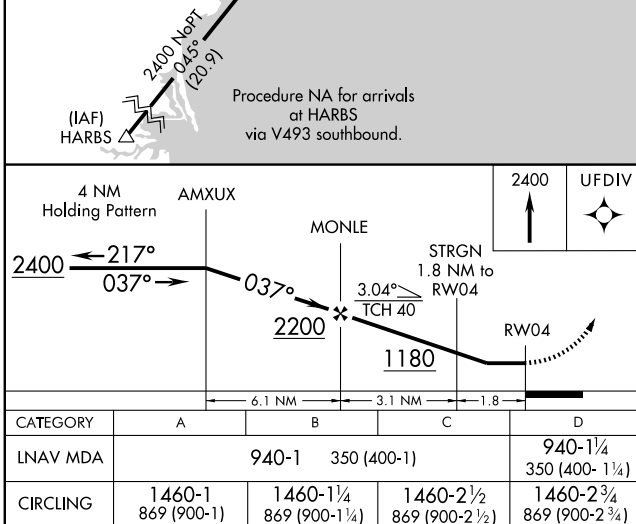 2400 NoPT
045°
(20.9)
(IAF)
HARBS
Procedure NA for arrivals
at HARBS
via V493 southbound.
4 NM
Holding Pattern
AMXUX
MONLE
2400
UFDIV
STRGN
1.8 NM to
RW04
2400
217°
037°
037°
3.04°
TCH 40
2200
1180
RW04
6.1 NM
3.1 NM
1.8
CATEGORY A B C D
LNAV MDA 940-1 350 (400-1) 940-1¼
350 (400-1¼)
CIRCLING 1460-1 1460-1¼ 1460-2½ 1460-2¾
869 (900-1) 869 (900-1¼) 869 (900-2½) 869 (900-2¾)